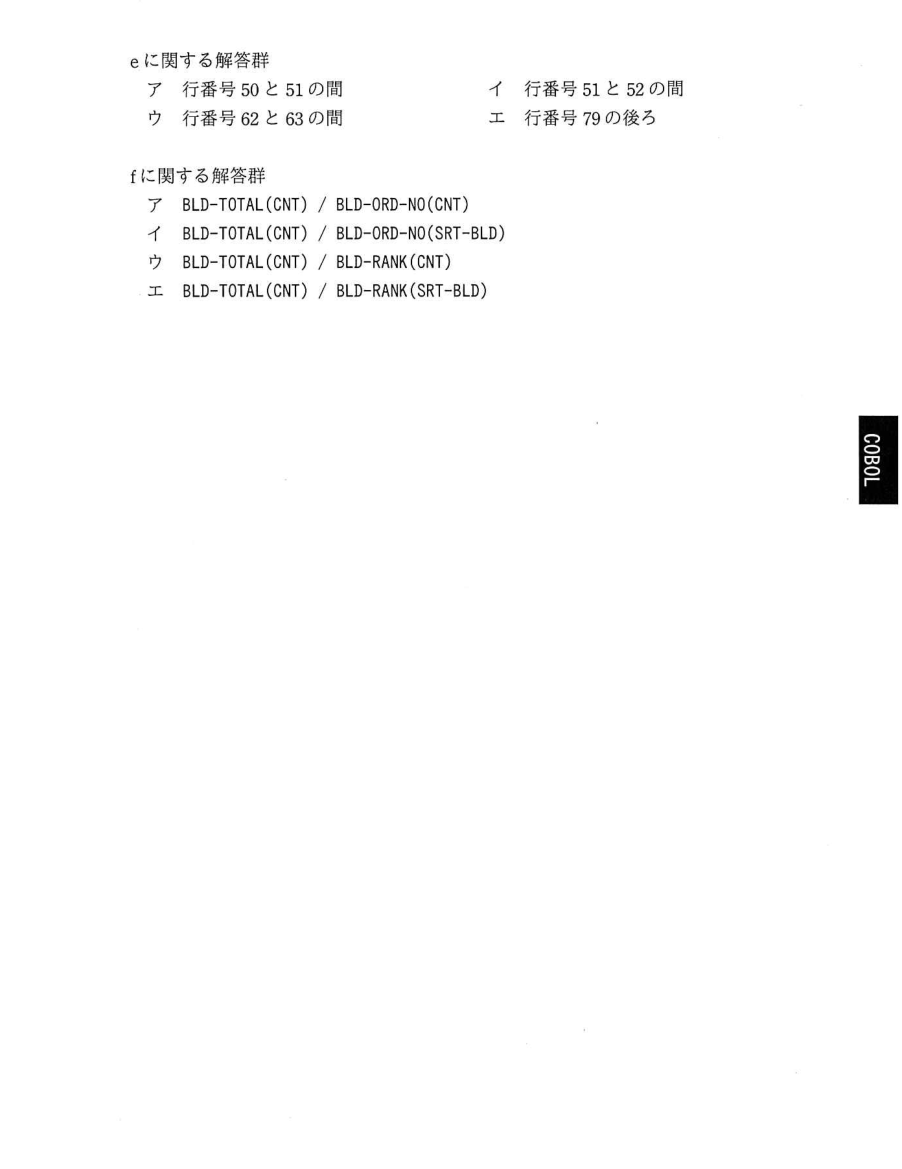 eに関する解答群
ア 行番号 50 と 51 の間 イ 行番号 51 と 52 の間
ウ 行番号 62 と 63 の間 エ 行番号 79 の後ろ
fに関する解答群
ア BLD-TOTAL(CNT) / BLD-ORD-NO(CNT)
イ BLD-TOTAL(CNT) / BLD-ORD-NO(SRT-BLD)
ウ BLD-TOTAL(CNT) / BLD-RANK(CNT)
エ BLD-TOTAL(CNT) / BLD-RANK(SRT-BLD)
COBOL